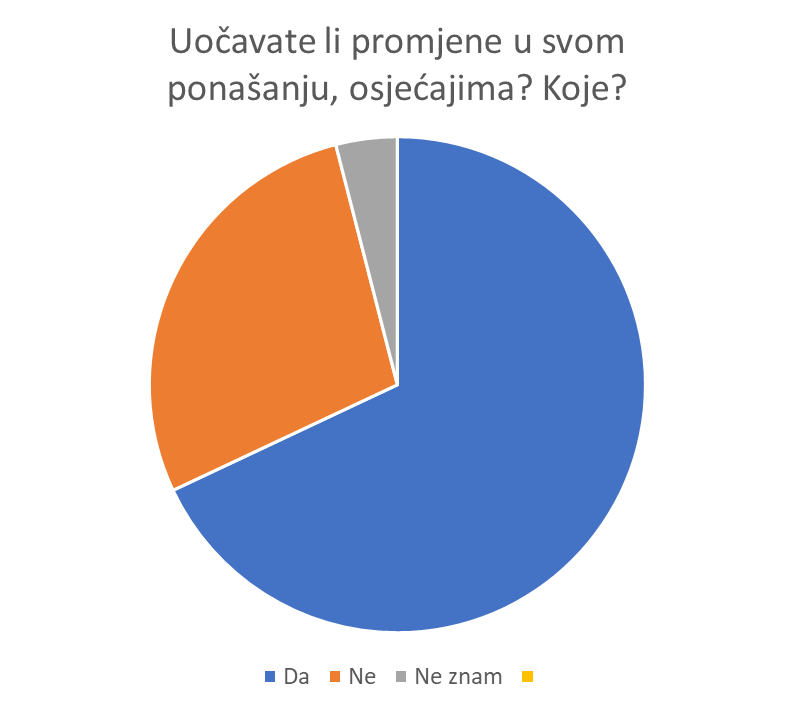 Uočavate li promjene u svom
ponašanju, osjećajima? Koje?
Da Ne Ne znam